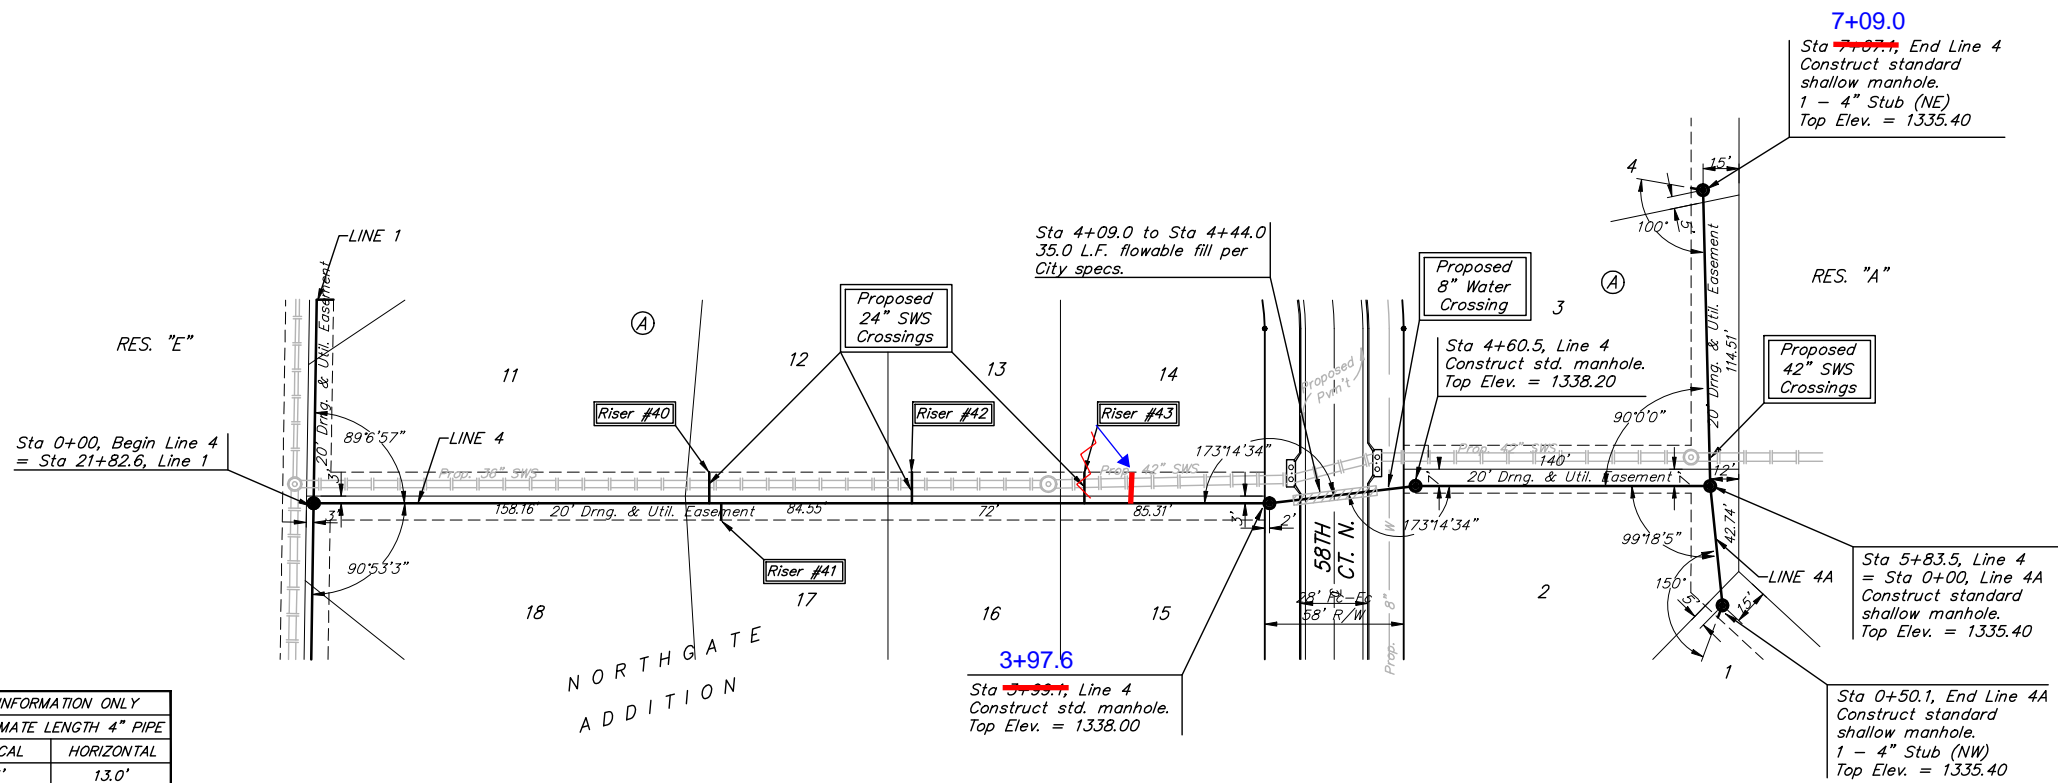 7+09.0
Sta 7+07.1, End Line 4
Construct standard
shallow manhole.
1 - 4" Stub (NE)
Top Elev. = 1335.40
4
15'
5'
100°
LINE 1
20' Drng. & Util. Easement
RES. "E"
A
Proposed
24" SWS
Crossings
Sta 4+09.0 to Sta 4+44.0
35.0 L.F. flowable fill per
City specs.
Proposed
8" Water
Crossing
3
A
RES. "A"
20' Drng. & Util. Easement
114.51'
11
12
13
14
Proposed
Pvm't
Sta 4+60.5, Line 4
Construct std. manhole.
Top Elev. = 1338.20
Proposed
42" SWS
Crossings
Riser #40
Riser #42
Riser #43
90°0'0"
Sta 0+00, Begin Line 4
= Sta 21+82.6, Line 1
89°6'57"
LINE 4
173°14'34"
Prop. 36" SWS
Prop. 42" SWS
Prop. 42" SWS
140'
20' Drng. & Util. Easement
12'
3'
1'
1'
158.16'
20' Drng. & Util. Easement
84.55'
72'
85.31'
3'
3'
2'
W
173°14'34"
42.74'
58TH
CT. N.
99°18'5"
90°53'3"
Riser #41
LINE 4A
150°
5'
15'
Sta 5+83.5, Line 4
= Sta 0+00, Line 4A
Construct standard
shallow manhole.
Top Elev. = 1335.40
18
17
16
15
28' Fc-Fc
58' R/W
Prop. 8"
2
1
NORTHGATE
ADDITION
3+97.6
Sta 3+99.1, Line 4
Construct std. manhole.
Top Elev. = 1338.00
Sta 0+50.1, End Line 4A
Construct standard
shallow manhole.
1 - 4" Stub (NW)
Top Elev. = 1335.40
INFORMATION ONLY
MATE LENGTH 4" PIPE
CAL
HORIZONTAL
13.0'